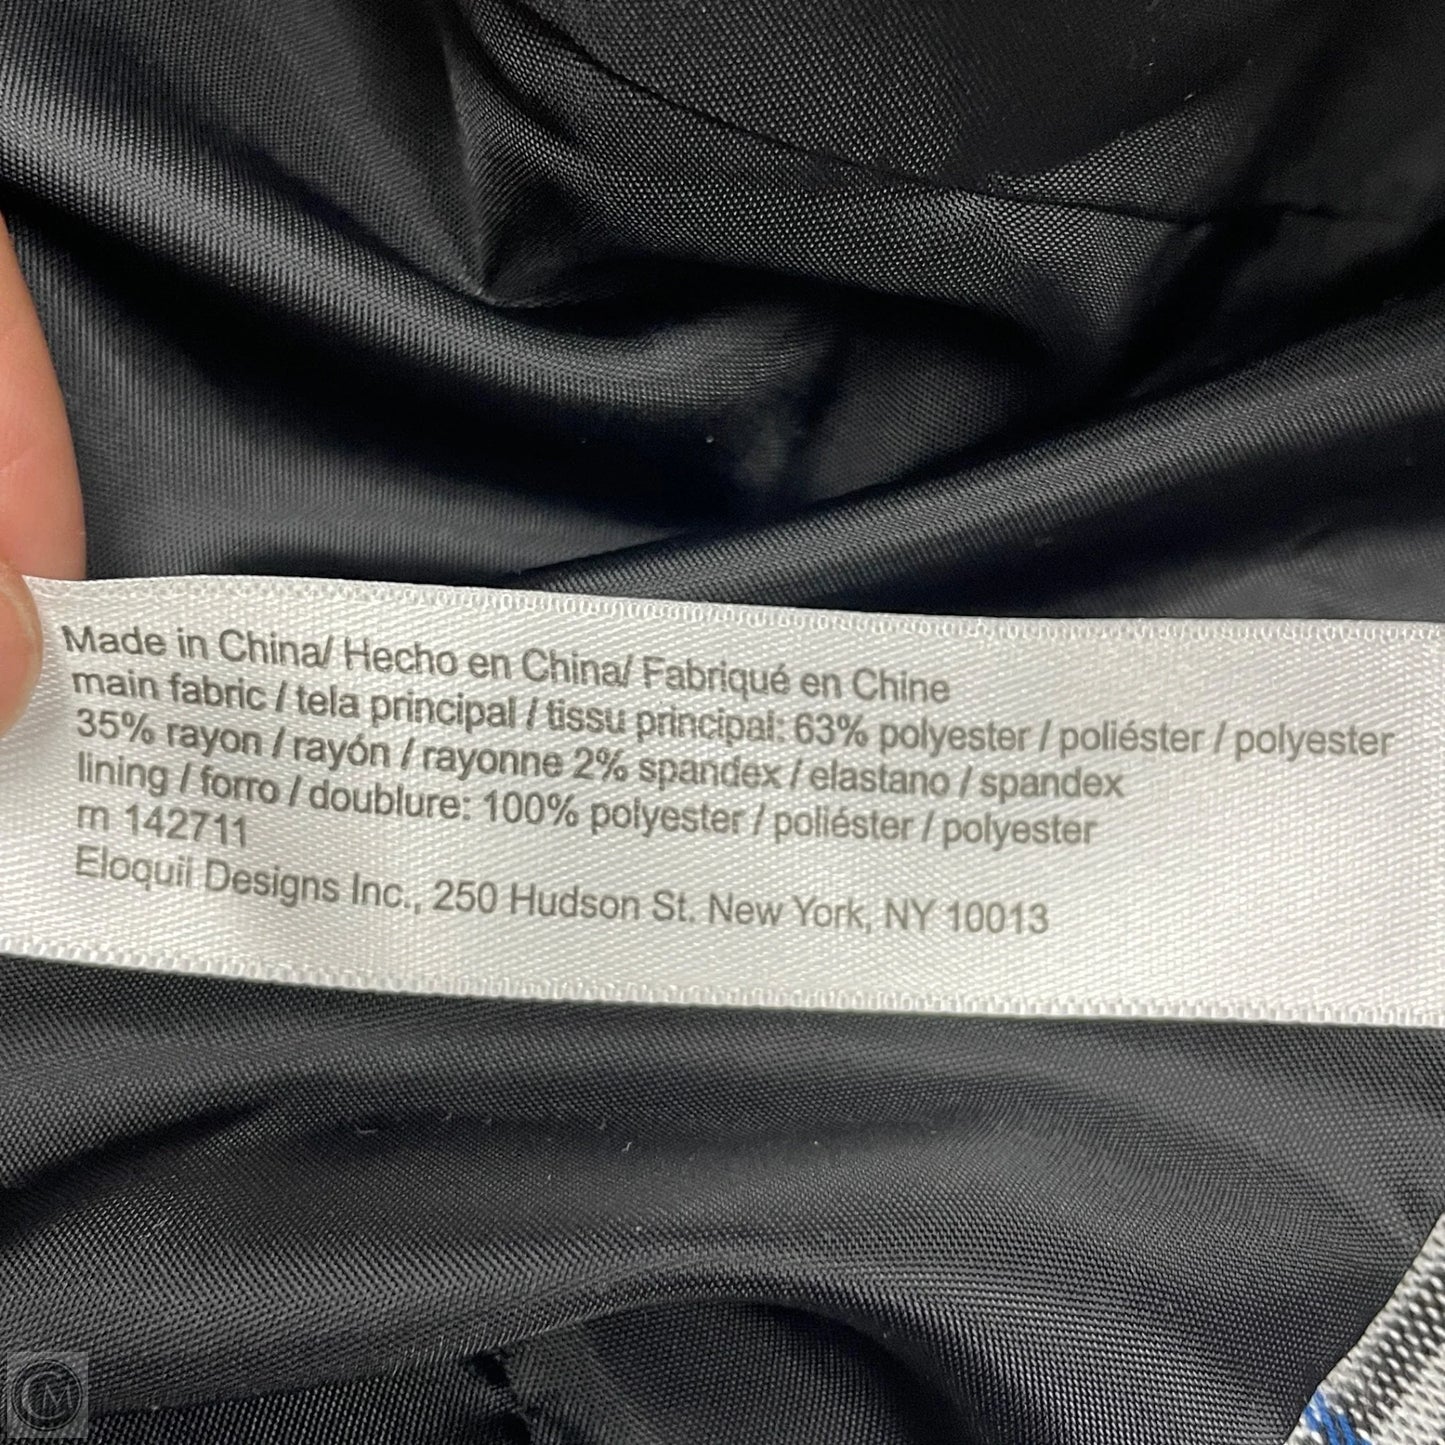 Made in China/ Hecho en China/ Fabriqué en Chine
main fabric / tela principal / tissu principal: 63% polyester / poliéster / polyester
35% rayon / rayón / rayonne 2% spandex / elastano / spandex
lining / forro / doublure: 100% polyester / poliéster / polyester
rn 142711
Eloquii Designs Inc., 250 Hudson St. New York, NY 10013
CM